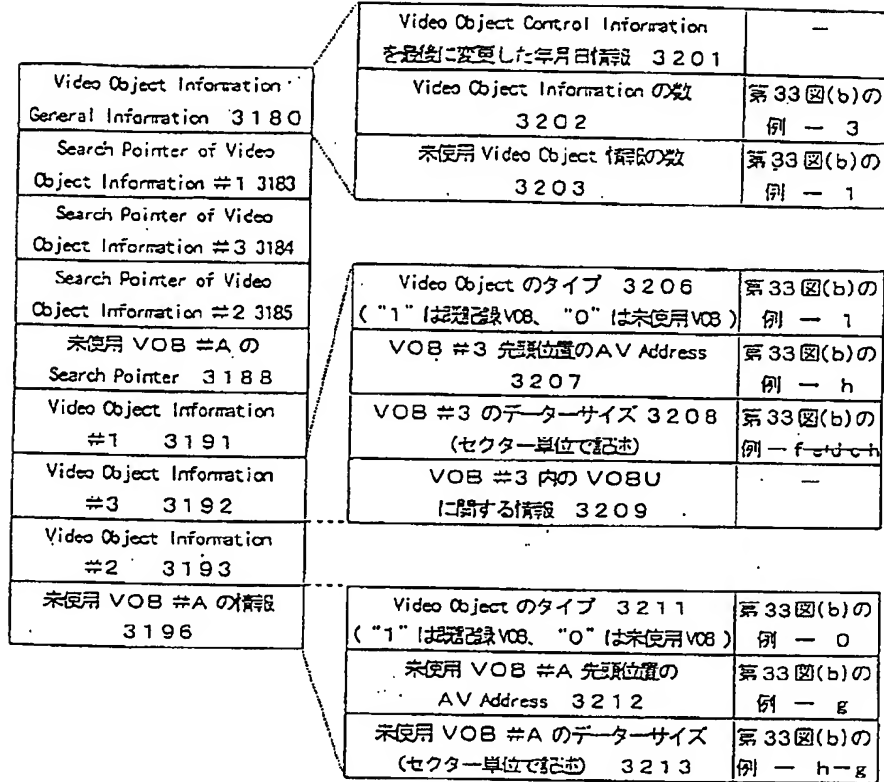 Video Object Information
General Information 3180
Search Pointer of Video
Object Information #1 3183
Search Pointer of Video
Object Information #3 3184
Search Pointer of Video
Object Information #2 3185
未使用 VOB #A の
Search Pointer 3188
Video Object Information
#1 3191
Video Object Information
#3 3192
Video Object Information
#2 3193
未使用 VOB #A の情報
3196
Video Object Control Information
を最後に変更した年月日情報 3201
—
Video Object Information の数
3202
第33図(b)の
例 — 3
未使用 Video Object 情報の数
3203
第33図(b)の
例 — 1
Video Object のタイプ 3206
( "1" は既記録VOB、 "0" は未使用VOB )
第33図(b)の
例 — 1
VOB #3 先頭位置のAV Address
3207
第33図(b)の
例 — h
VOB #3 のデーターサイズ 3208
(セクター単位で記述)
第33図(b)の
例 —
VOB #3 内の VOBU
に関する情報 3209
—
Video Object のタイプ 3211
( "1" は既記録VOB、 "0" は未使用VOB )
第33図(b)の
例 — 0
未使用 VOB #A 先頭位置の
AV Address 3212
第33図(b)の
例 — g
未使用 VOB #A のデーターサイズ
(セクター単位で記述) 3213
第33図(b)の
例 — h-g